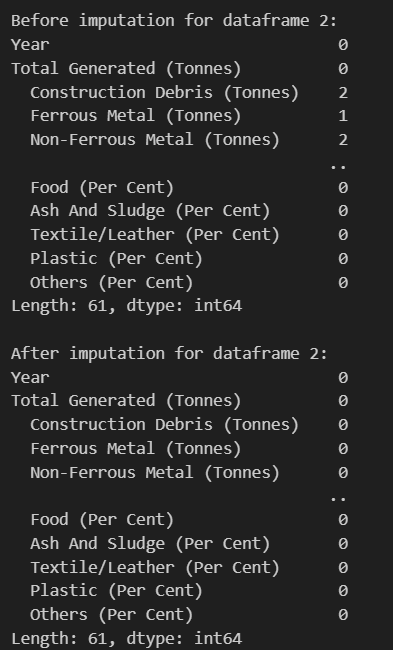 Before imputation for dataframe 2:
Year                              0
Total Generated (Tonnes)          0
  Construction Debris (Tonnes)    2
  Ferrous Metal (Tonnes)          1
  Non-Ferrous Metal (Tonnes)      2
                                 ..
  Food (Per Cent)                 0
  Ash And Sludge (Per Cent)       0
  Textile/Leather (Per Cent)      0
  Plastic (Per Cent)              0
  Others (Per Cent)               0
Length: 61, dtype: int64

After imputation for dataframe 2:
Year                              0
Total Generated (Tonnes)          0
  Construction Debris (Tonnes)    0
  Ferrous Metal (Tonnes)          0
  Non-Ferrous Metal (Tonnes)      0
                                 ..
  Food (Per Cent)                 0
  Ash And Sludge (Per Cent)       0
  Textile/Leather (Per Cent)      0
  Plastic (Per Cent)              0
  Others (Per Cent)               0
Length: 61, dtype: int64